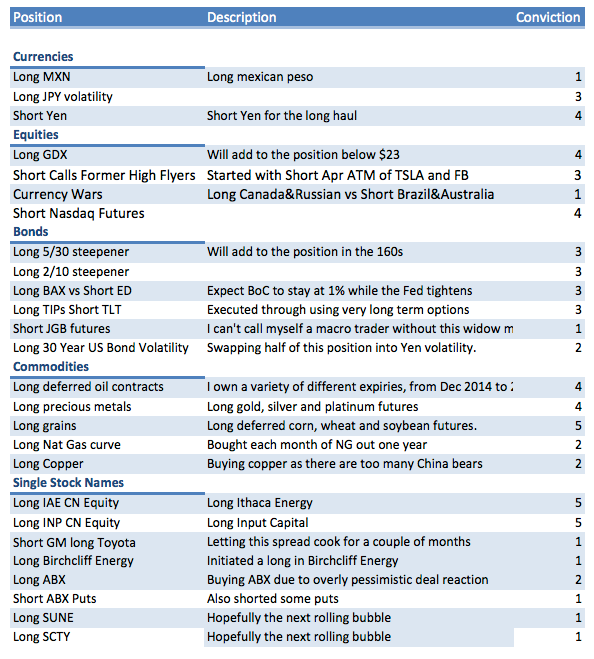 Position Description Conviction
Currencies
Long MXN Long mexican peso 1
Long JPY volatility 3
Short Yen Short Yen for the long haul 4
Equities
Long GDX Will add to the position below $23 4
Short Calls Former High Flyers Started with Short Apr ATM of TSLA and FB 3
Currency Wars Long Canada&Russian vs Short Brazil&Australia 1
Short Nasdaq Futures 4
Bonds
Long 5/30 steepener Will add to the position in the 160s 3
Long 2/10 steepener 3
Long BAX vs Short ED Expect BoC to stay at 1% while the Fed tightens 3
Long TIPs Short TLT Executed through using very long term options 3
Short JGB futures I can't call myself a macro trader without this widow m 1
Long 30 Year US Bond Volatility Swapping half of this position into Yen volatility. 2
Commodities
Long deferred oil contracts I own a variety of different expiries, from Dec 2014 to 4
Long precious metals Long gold, silver and platinum futures 4
Long grains Long deferred corn, wheat and soybean futures. 5
Long Nat Gas curve Bought each month of NG out one year 2
Long Copper Buying copper as there are too many China bears 2
Single Stock Names
Long IAE CN Equity Long Ithaca Energy 5
Long INP CN Equity Long Input Capital 5
Short GM long Toyota Letting this spread cook for a couple of months 1
Long Birchcliff Energy Initiated a long in Birchcliff Energy 1
Long ABX Buying ABX due to overly pessimistic deal reaction 2
Short ABX Puts Also shorted some puts 1
Long SUNE Hopefully the next rolling bubble 1
Long SCTY Hopefully the next rolling bubble 1